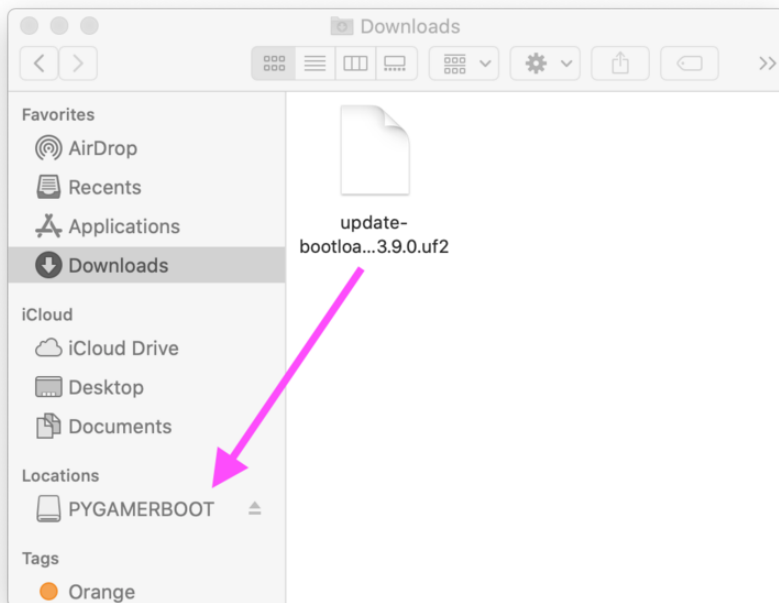 Downloads
Favorites
AirDrop
Recents
Applications
Downloads
iCloud
iCloud Drive
Desktop
Documents
Locations
PYGAMERBOOT
Tags
Orange
update-
bootloa...3.9.0.uf2